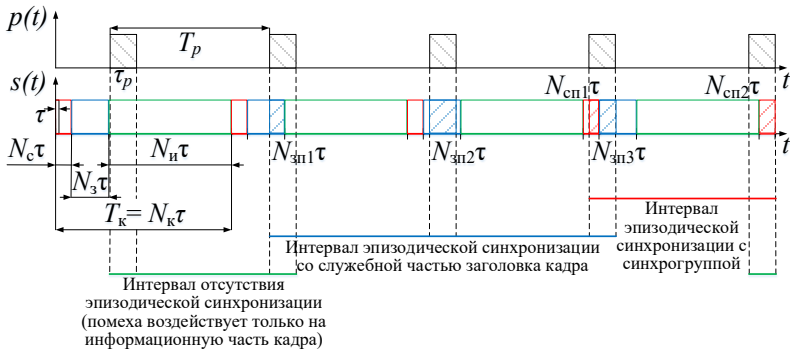 p(t)
T_p
τ_p
t
s(t)
N_сп1τ
N_сп2τ
τ
t
N_сτ
N_иτ
N_зп1τ
N_зп2τ
N_зп3τ
N_зτ
T_к= N_кτ
Интервал
эпизодической
синхронизации с
синхрогруппой
Интервал эпизодической синхронизации
со служебной частью заголовка кадра
Интервал отсутствия
эпизодической синхронизации
(помеха воздействует только на
информационную часть кадра)